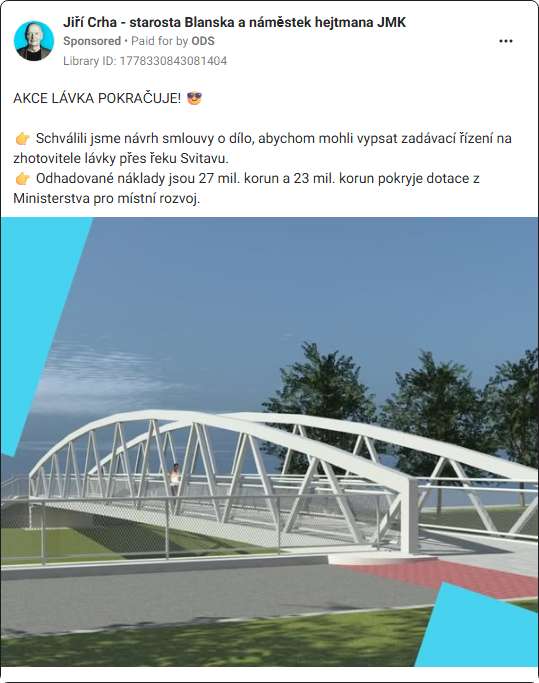 Jiří Crha - starosta Blanska a náměstek hejtmana JMK
Sponsored • Paid for by ODS
Library ID: 1778330843081404
AKCE LÁVKA POKRAČUJE! 😎
👉 Schválili jsme návrh smlouvy o dílo, abychom mohli vypsat zadávací řízení na
zhotovitele lávky přes řeku Svitavu.
👉 Odhadované náklady jsou 27 mil. korun a 23 mil. korun pokryje dotace z
Ministerstva pro místní rozvoj.